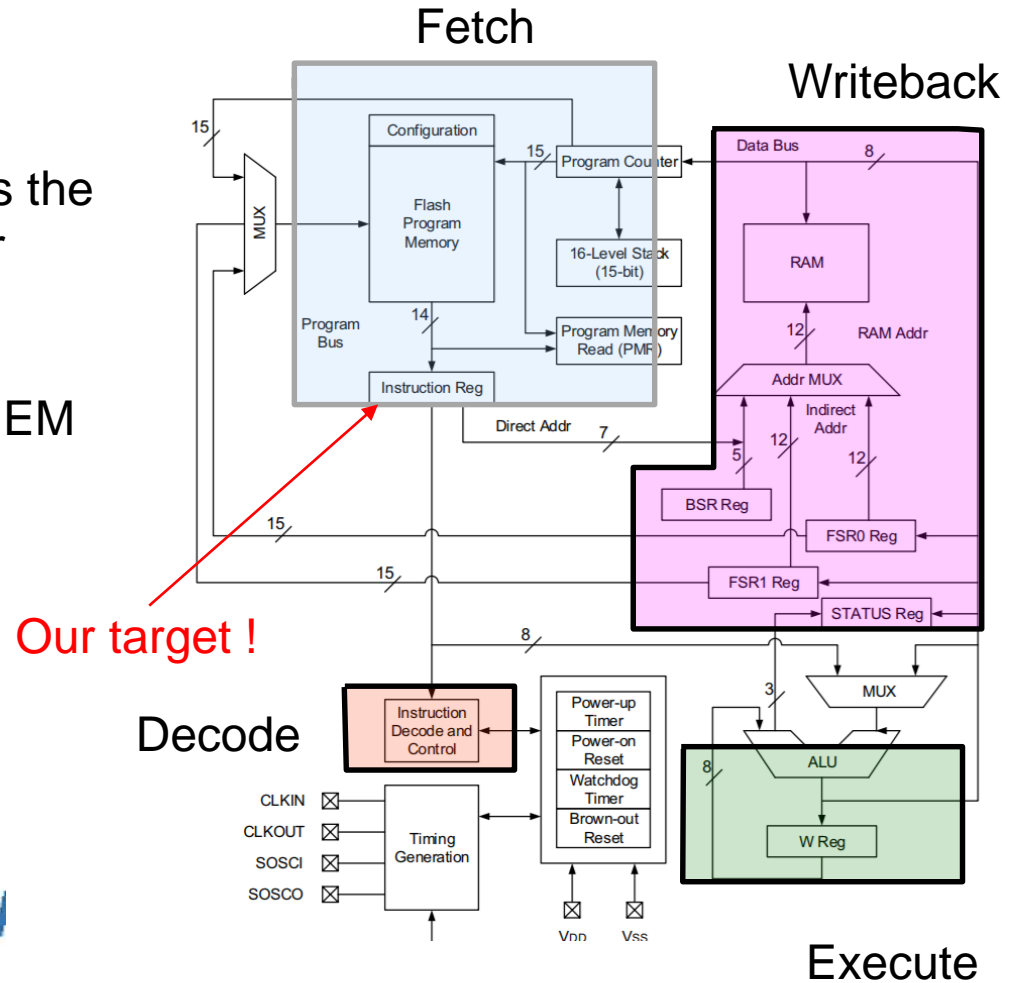 Fetch
Writeback
s the
EM
Our target !
Decode
Execute
15
MUX
Configuration
Flash
Program
Memory
15
Program Counter
16-Level Stack
(15-bit)
14
Program
Bus
Program Memory
Read (PMR)
Instruction Reg
Direct Addr
7
Data Bus
8
RAM
12
RAM Addr
Addr MUX
Indirect
Addr
5
12
12
BSR Reg
15
FSR0 Reg
15
FSR1 Reg
STATUS Reg
8
3
MUX
Instruction
Decode and
Control
Power-up
Timer
Power-on
Reset
Watchdog
Timer
Brown-out
Reset
8
ALU
W Reg
CLKIN
CLKOUT
SOSCI
SOSCO
Timing
Generation
VDD
VSS